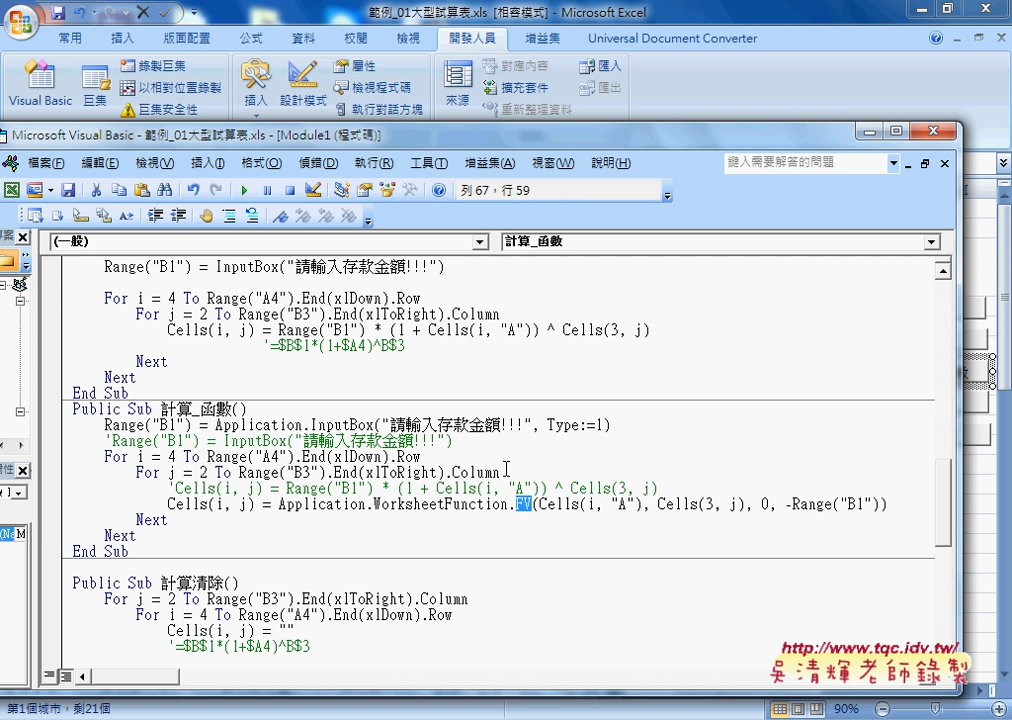 範例_01大型試算表.xls [相容模式] - Microsoft Excel
常用 插入 版面配置 公式 資料 校閱 檢視 開發人員 增益集 Universal Document Converter
Visual Basic 巨集 錄製巨集 以相對位置錄製 巨集安全性 插入 設計模式 屬性 檢視程式碼 執行對話方塊 來源 對應內容 擴充套件 重新整理資料 匯入 匯出
Microsoft Visual Basic - 範例_01大型試算表.xls - [Module1 (程式碼)]
檔案(F) 編輯(E) 檢視(V) 插入(I) 格式(O) 偵錯(D) 執行(R) 工具(T) 增益集(A) 視窗(W) 說明(H) 鍵入需要解答的問題
列 67，行 59
(一般) 計算_函數
Range("B1") = InputBox("請輸入存款金額!!!")
For i = 4 To Range("A4").End(xlDown).Row
For j = 2 To Range("B3").End(xlToRight).Column
Cells(i, j) = Range("B1") * (1 + Cells(i, "A")) ^ Cells(3, j)
'=$B$1*(1+$A4)^B$3
Next
Next
End Sub
Public Sub 計算_函數()
Range("B1") = Application.InputBox("請輸入存款金額!!!", Type:=1)
'Range("B1") = InputBox("請輸入存款金額!!!")
For i = 4 To Range("A4").End(xlDown).Row
For j = 2 To Range("B3").End(xlToRight).Column
'Cells(i, j) = Range("B1") * (1 + Cells(i, "A")) ^ Cells(3, j)
Cells(i, j) = Application.WorksheetFunction.FV(Cells(i, "A"), Cells(3, j), 0, -Range("B1"))
Next
Next
End Sub
Public Sub 計算清除()
For j = 2 To Range("B3").End(xlToRight).Column
For i = 4 To Range("A4").End(xlDown).Row
Cells(i, j) = ""
'=$B$1*(1+$A4)^B$3
http://www.tqc.idv.tw/
吳清輝老師錄製
第1個城市，剩21個 90%